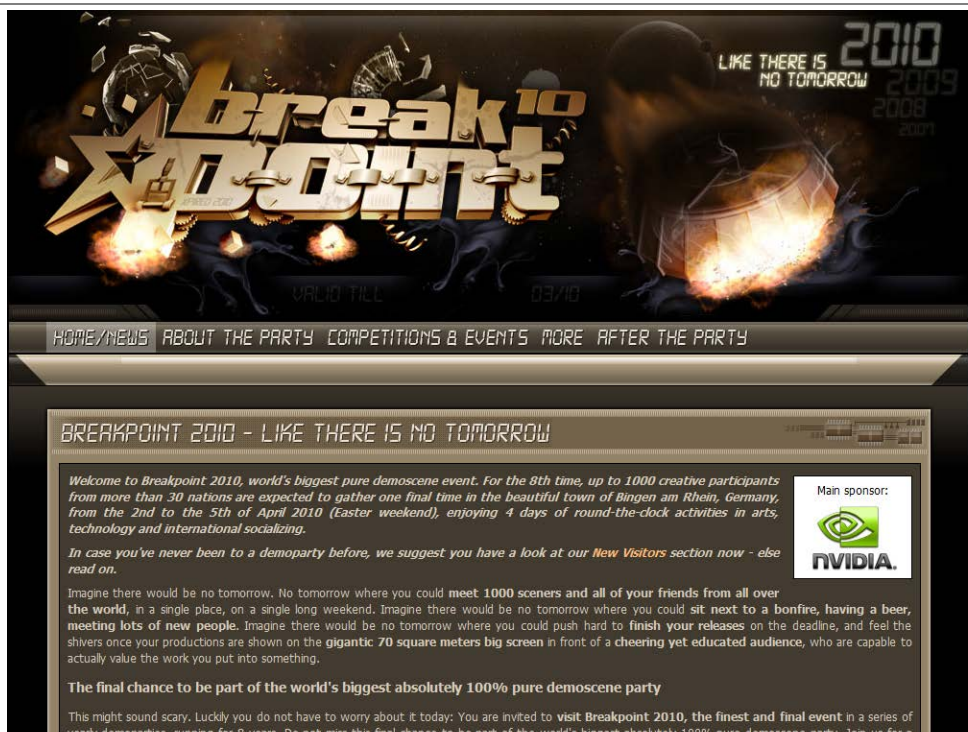 LIKE THERE IS
NO TOMORROW
2010
2009
2008
2007
break 10
point
XPIRED 2010
VALID TILL 03/10
HOME/NEWS ABOUT THE PARTY COMPETITIONS & EVENTS MORE AFTER THE PARTY
BREAKPOINT 2010 - LIKE THERE IS NO TOMORROW
Welcome to Breakpoint 2010, world's biggest pure demoscene event. For the 8th time, up to 1000 creative participants
from more than 30 nations are expected to gather one final time in the beautiful town of Bingen am Rhein, Germany,
from the 2nd to the 5th of April 2010 (Easter weekend), enjoying 4 days of round-the-clock activities in arts,
technology and international socializing.
Main sponsor:
NVIDIA.
In case you've never been to a demoparty before, we suggest you have a look at our New Visitors section now - else
read on.
Imagine there would be no tomorrow. No tomorrow where you could meet 1000 sceners and all of your friends from all over
the world, in a single place, on a single long weekend. Imagine there would be no tomorrow where you could sit next to a bonfire, having a beer,
meeting lots of new people. Imagine there would be no tomorrow where you could push hard to finish your releases on the deadline, and feel the
shivers once your productions are shown on the gigantic 70 square meters big screen in front of a cheering yet educated audience, who are capable to
actually value the work you put into something.
The final chance to be part of the world's biggest absolutely 100% pure demoscene party
This might sound scary. Luckily you do not have to worry about it today: You are invited to visit Breakpoint 2010, the finest and final event in a series of